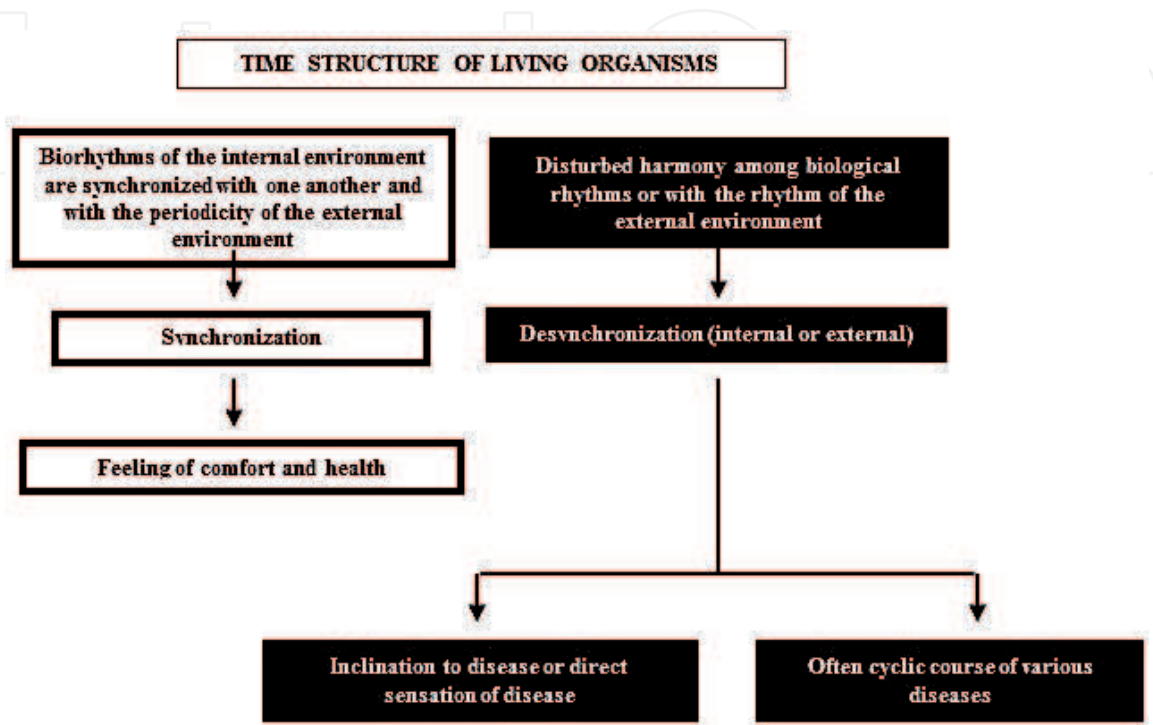 TIME STRUCTURE OF LIVING ORGANISMS
Biorhythms of the internal environment
are synchronized with one another and
with the periodicity of the external
environment
Disturbed harmony among biological
rhythms or with the rhythm of the
external environment
Synchronization
Desynchronization (internal or external)
Feeling of comfort and health
Inclination to disease or direct
sensation of disease
Often cyclic course of various
diseases